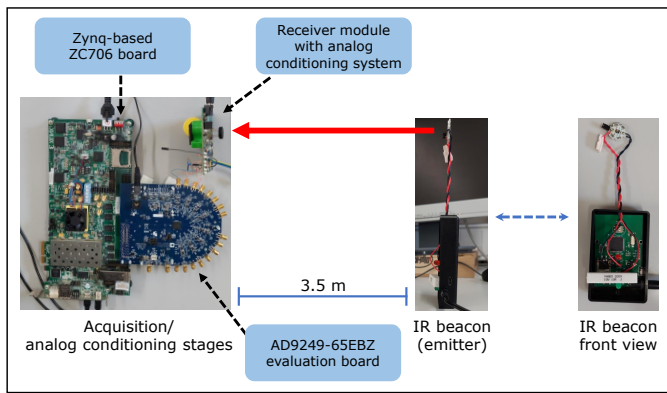 Zynq-based
ZC706 board
Receiver module
with analog
conditioning system
3.5 m
Acquisition/
analog conditioning stages
IR beacon
(emitter)
IR beacon
front view
AD9249-65EBZ
evaluation board